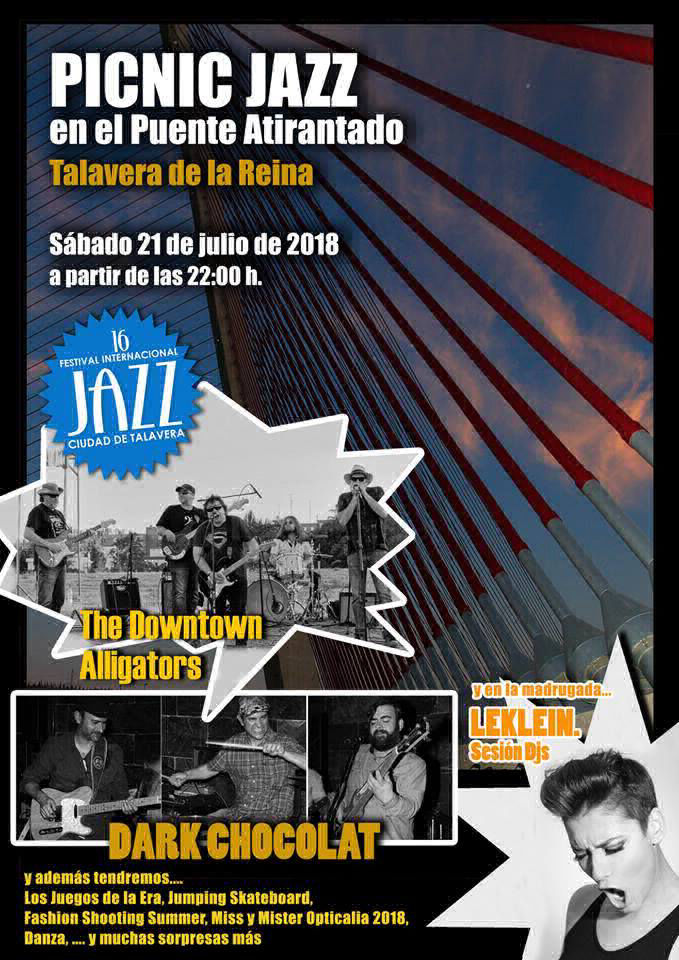 PICNIC JAZZ
en el Puente Atirantado
Talavera de la Reina
Sábado 21 de julio de 2018
a partir de las 22:00 h.
16
FESTIVAL INTERNACIONAL
JAZZ
CIUDAD DE TALAVERA
The Downtown
Alligators
y en la madrugada...
LEKLEIN.
Sesión Djs
DARK CHOCOLAT
y además tendremos....
Los Juegos de la Era, Jumping Skateboard,
Fashion Shooting Summer, Miss y Mister Opticalia 2018,
Danza, .... y muchas sorpresas más